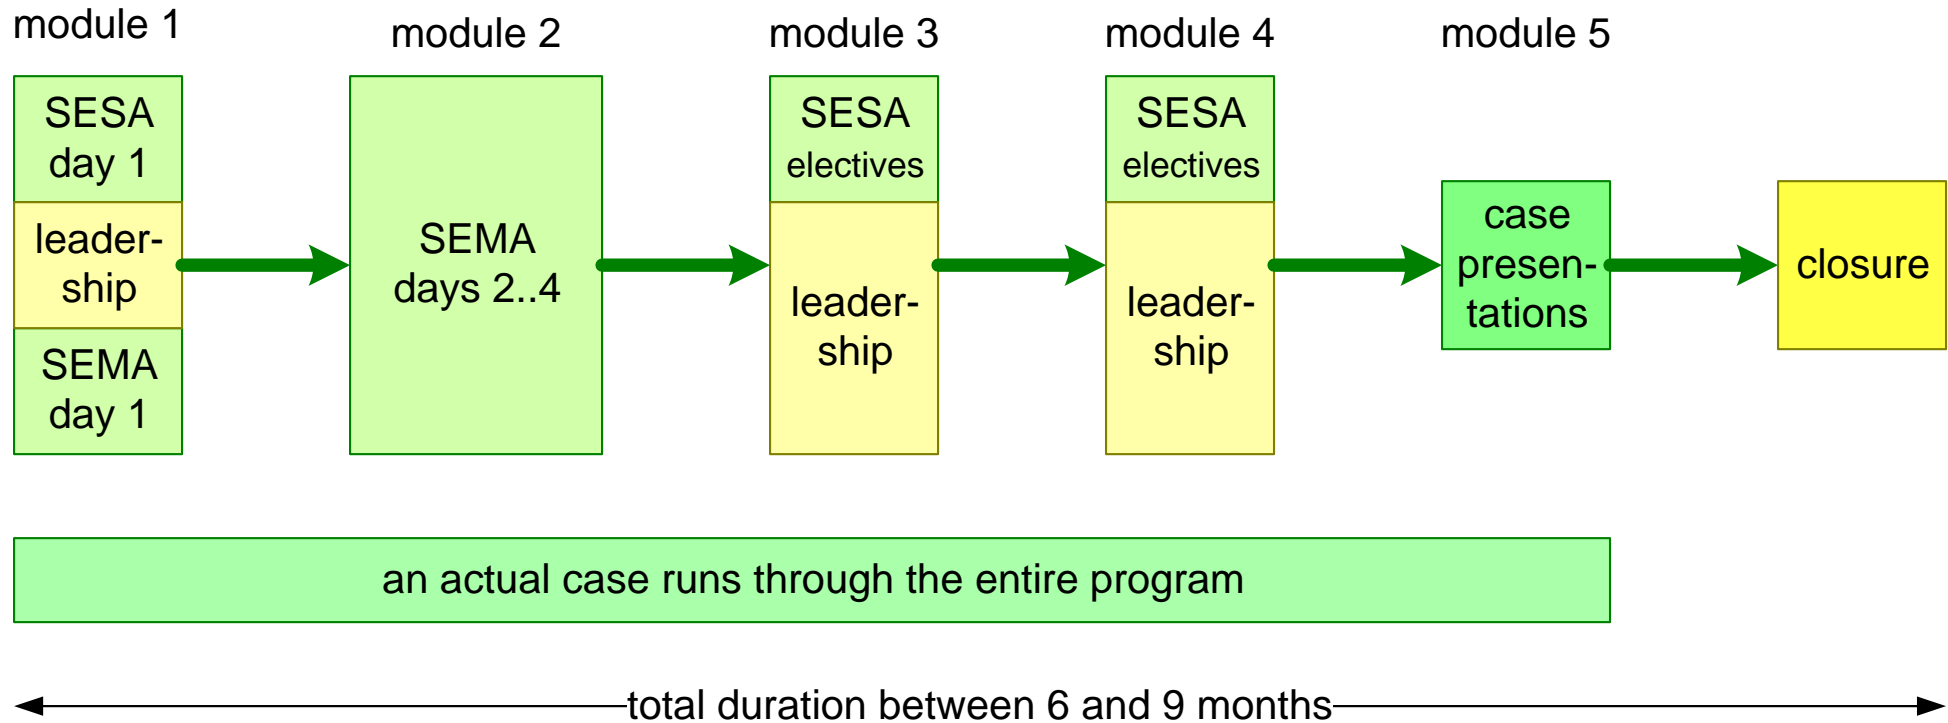 module 1
module 2
module 3
module 4
module 5
SESA
day 1
leader-
ship
SEMA
day 1
SEMA
days 2..4
SESA
electives
leader-
ship
SESA
electives
leader-
ship
case
presen-
tations
closure
an actual case runs through the entire program
total duration between 6 and 9 months